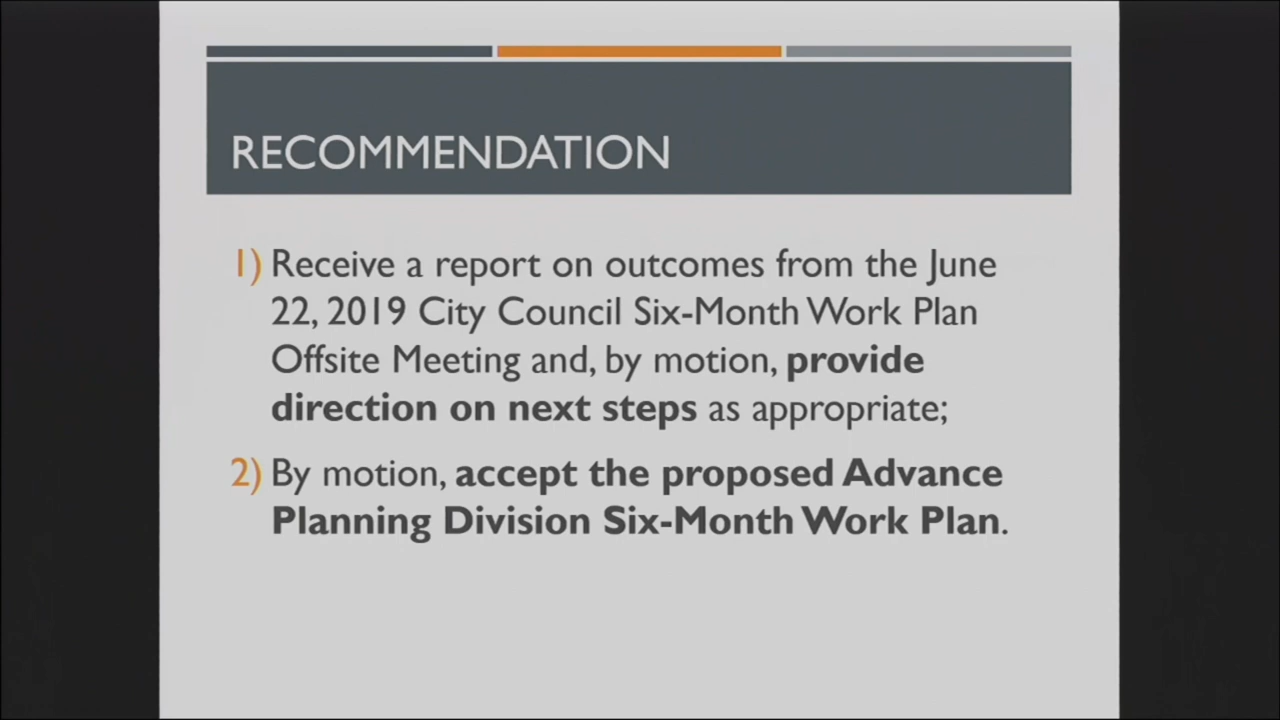 RECOMMENDATION
1) Receive a report on outcomes from the June
22, 2019 City Council Six-Month Work Plan
Offsite Meeting and, by motion, provide
direction on next steps as appropriate;
2) By motion, accept the proposed Advance
Planning Division Six-Month Work Plan.